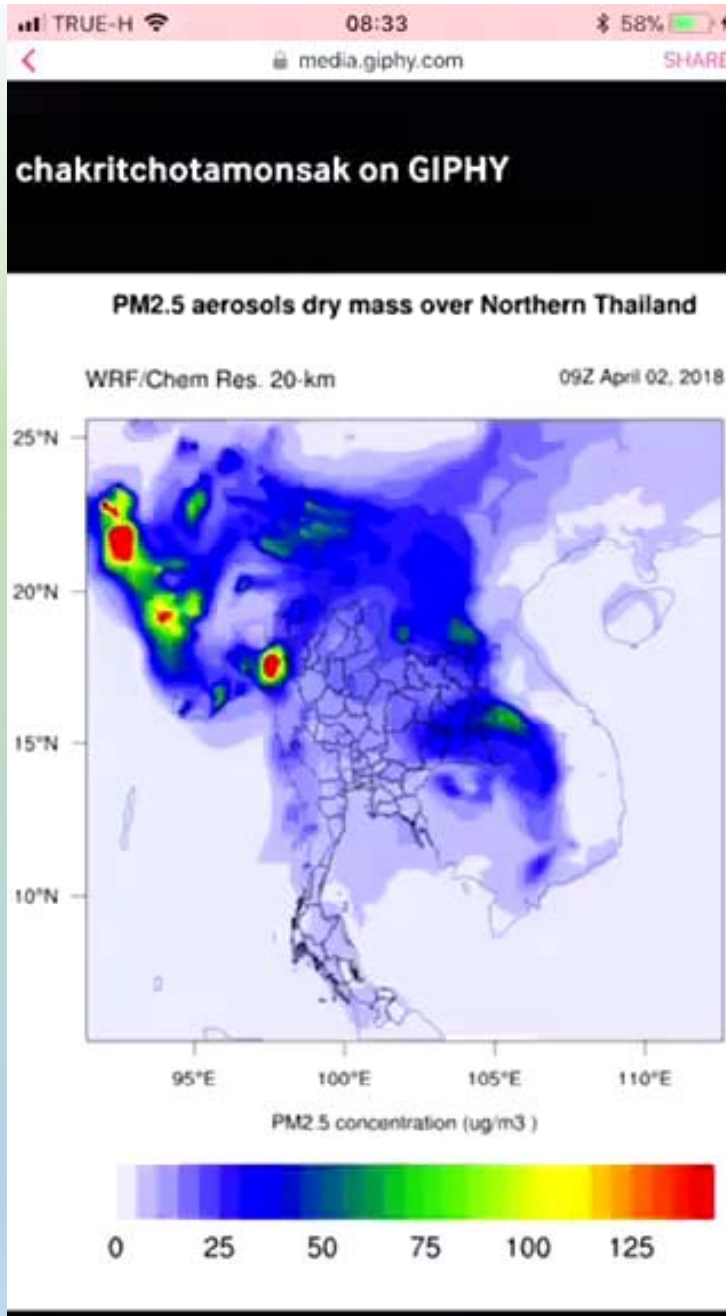 TRUE-H 08:33 58%
media.giphy.com SHARE
chakritchotamonsak on GIPHY
PM2.5 aerosols dry mass over Northern Thailand
WRF/Chem Res. 20-km 09Z April 02, 2018
25°N
20°N
15°N
10°N
95°E 100°E 105°E 110°E
PM2.5 concentration (ug/m3 )
0 25 50 75 100 125